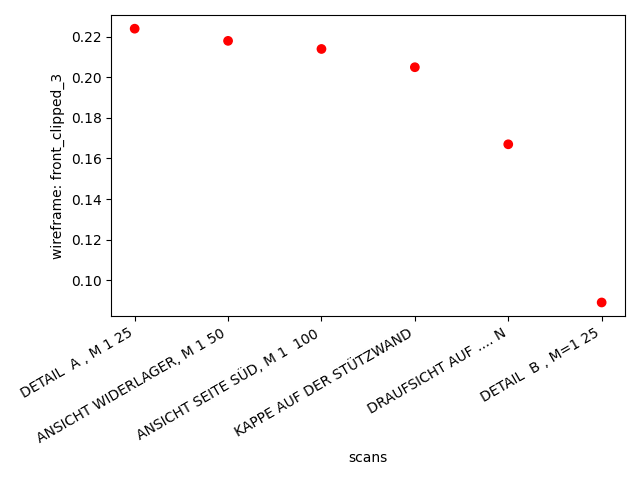 0.22
0.20
0.18
0.16
0.14
0.12
0.10
wireframe: front_clipped_3
DETAIL  A , M 1 25
ANSICHT WIDERLAGER, M 1 50
ANSICHT SEITE SÜD, M 1  100
KAPPE AUF DER STÜTZWAND
DRAUFSICHT AUF .... N
DETAIL  B , M=1 25
scans